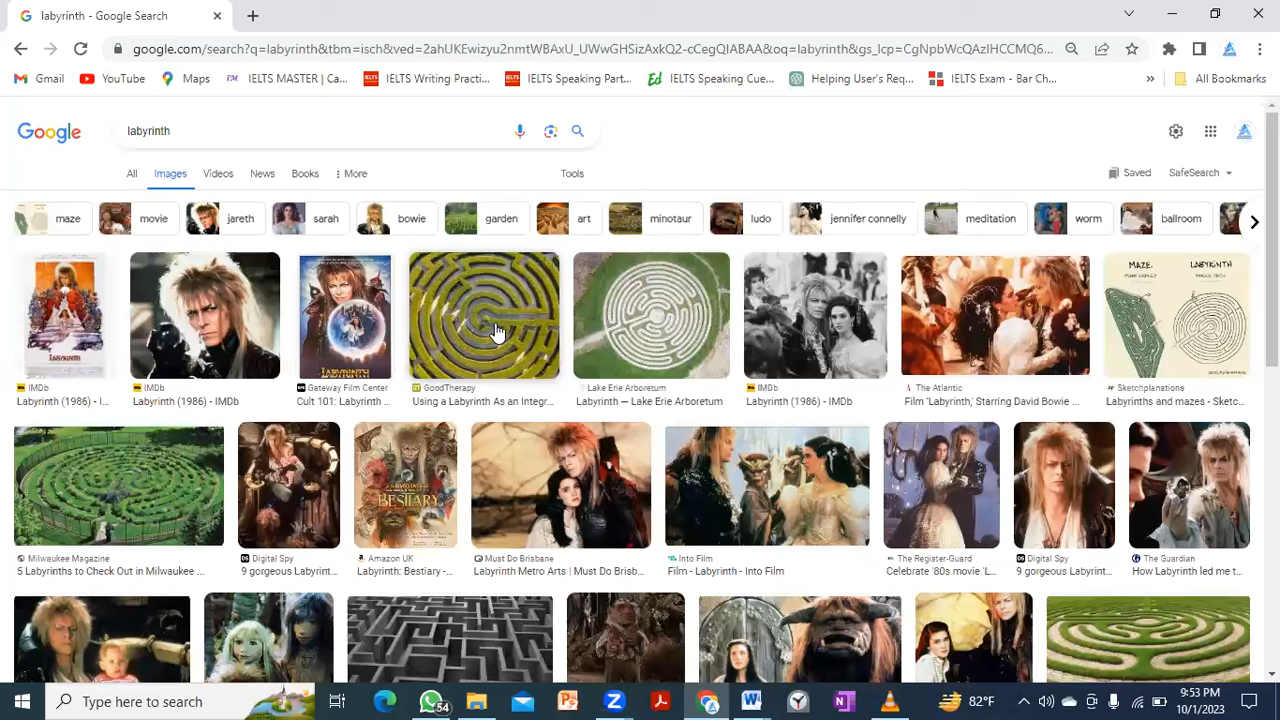 labyrinth - Google Search
google.com/search?q=labyrinth&tbm=isch&ved=2ahUKEwizyu2nmtWBAxU_UWwGHSizAxkQ2-cCegQIABAA&oq=labyrinth&gs_lcp=CgNpbWcQAzIHCCMQ6...
Gmail YouTube Maps IELTS MASTER | Ca... IELTS Writing Practi... IELTS Speaking Part... IELTS Speaking Cue... Helping User's Req... IELTS Exam - Bar Ch... » All Bookmarks
Google labyrinth
All Images Videos News Books More Tools Saved SafeSearch
maze movie jareth sarah bowie garden art minotaur ludo jennifer connelly meditation worm ballroom
LABYRINTH
MAZE LABYRINTH
IMDb IMDb Gateway Film Center GoodTherapy Lake Erie Arboretum IMDb The Atlantic Sketchplanations
Labyrinth (1986) - I... Labyrinth (1986) - IMDb Cult 101: Labyrinth ... Using a Labyrinth As an Integr... Labyrinth — Lake Erie Arboretum Labyrinth (1986) - IMDb Film 'Labyrinth,' Starring David Bowie ... Labyrinths and mazes - Sketc...
BESTIARY
Milwaukee Magazine Digital Spy Amazon UK Must Do Brisbane Into Film The Register-Guard Digital Spy The Guardian
5 Labyrinths to Check Out in Milwaukee ... 9 gorgeous Labyrint... Labyrinth: Bestiary -... Labyrinth Metro Arts | Must Do Brisb... Film - Labyrinth - Into Film Celebrate '80s movie 'L... 9 gorgeous Labyrint... How Labyrinth led me t...
Type here to search 54 82°F 9:53 PM
10/1/2023